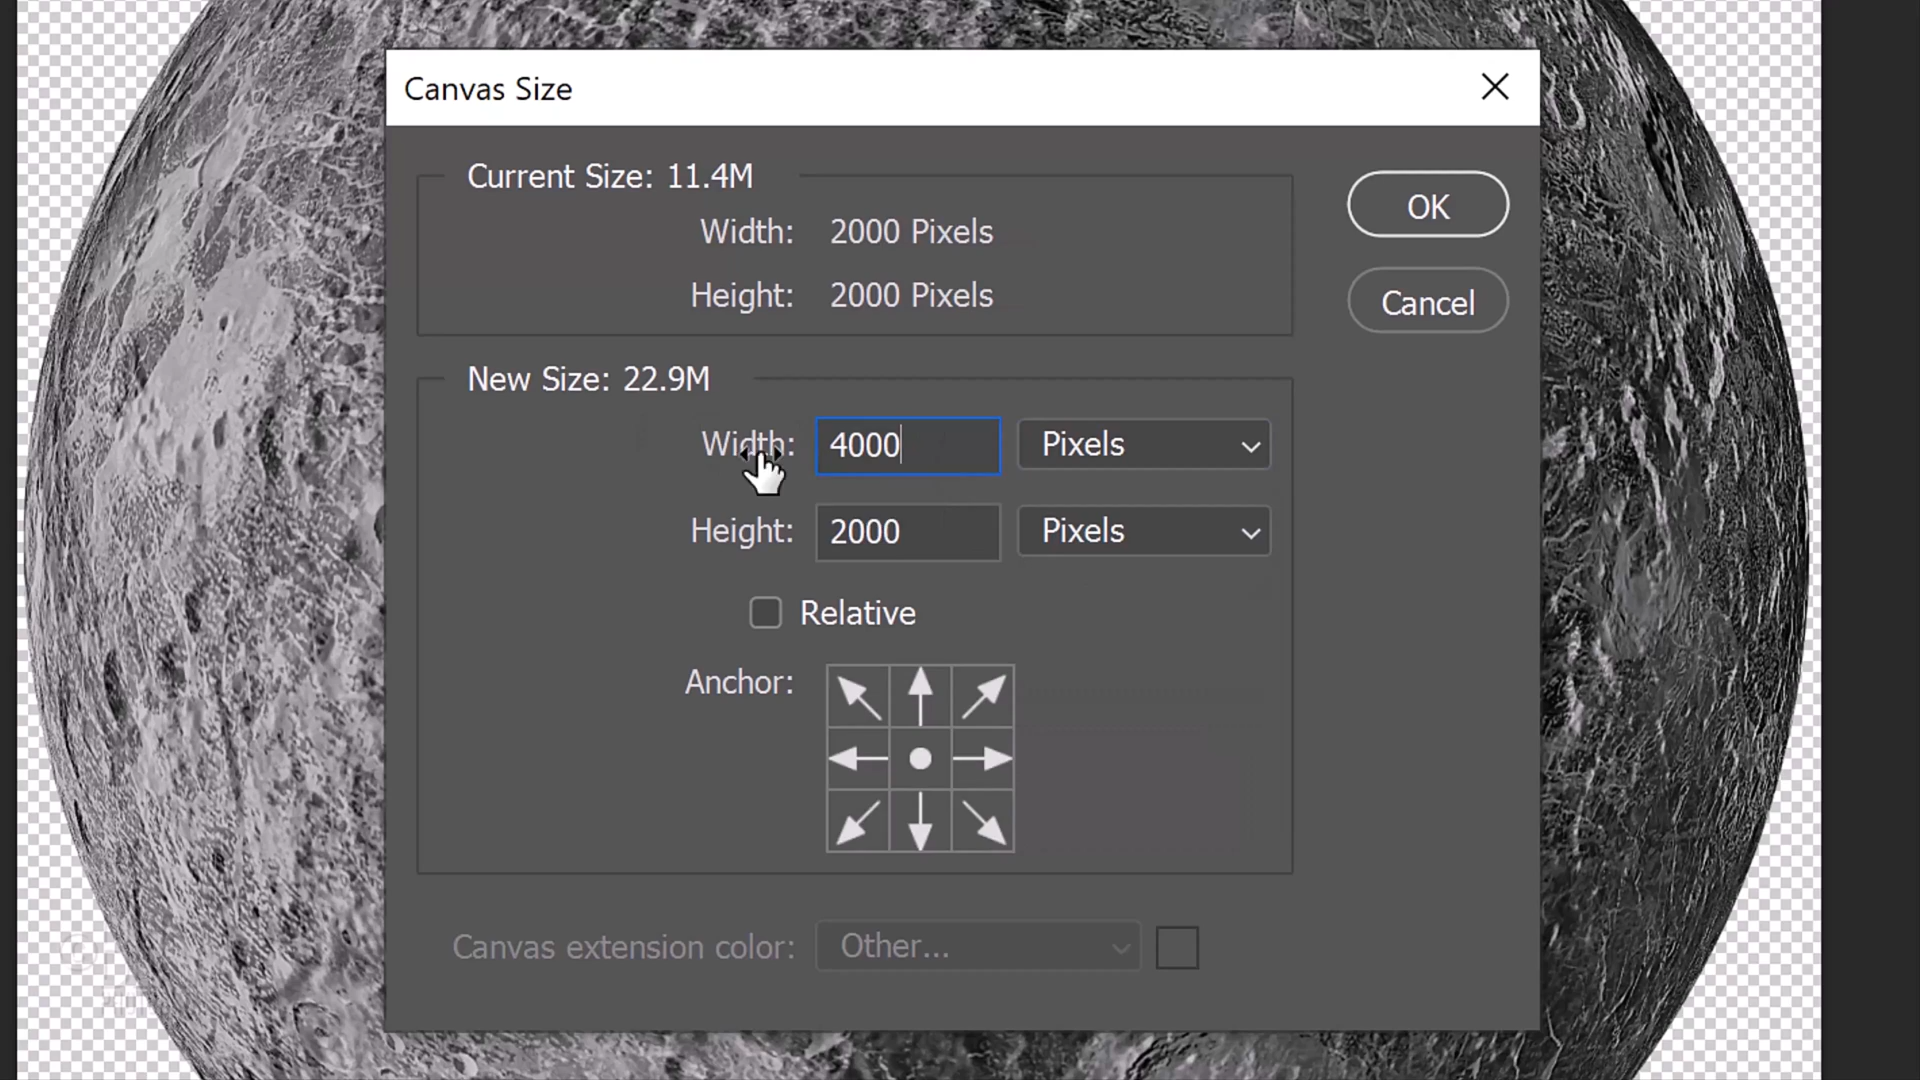 Canvas Size
Current Size: 11.4M
Width: 2000 Pixels
Height: 2000 Pixels
OK
Cancel
New Size: 22.9M
Width: 4000 Pixels
Height: 2000 Pixels
Relative
Anchor:
Canvas extension color: Other...